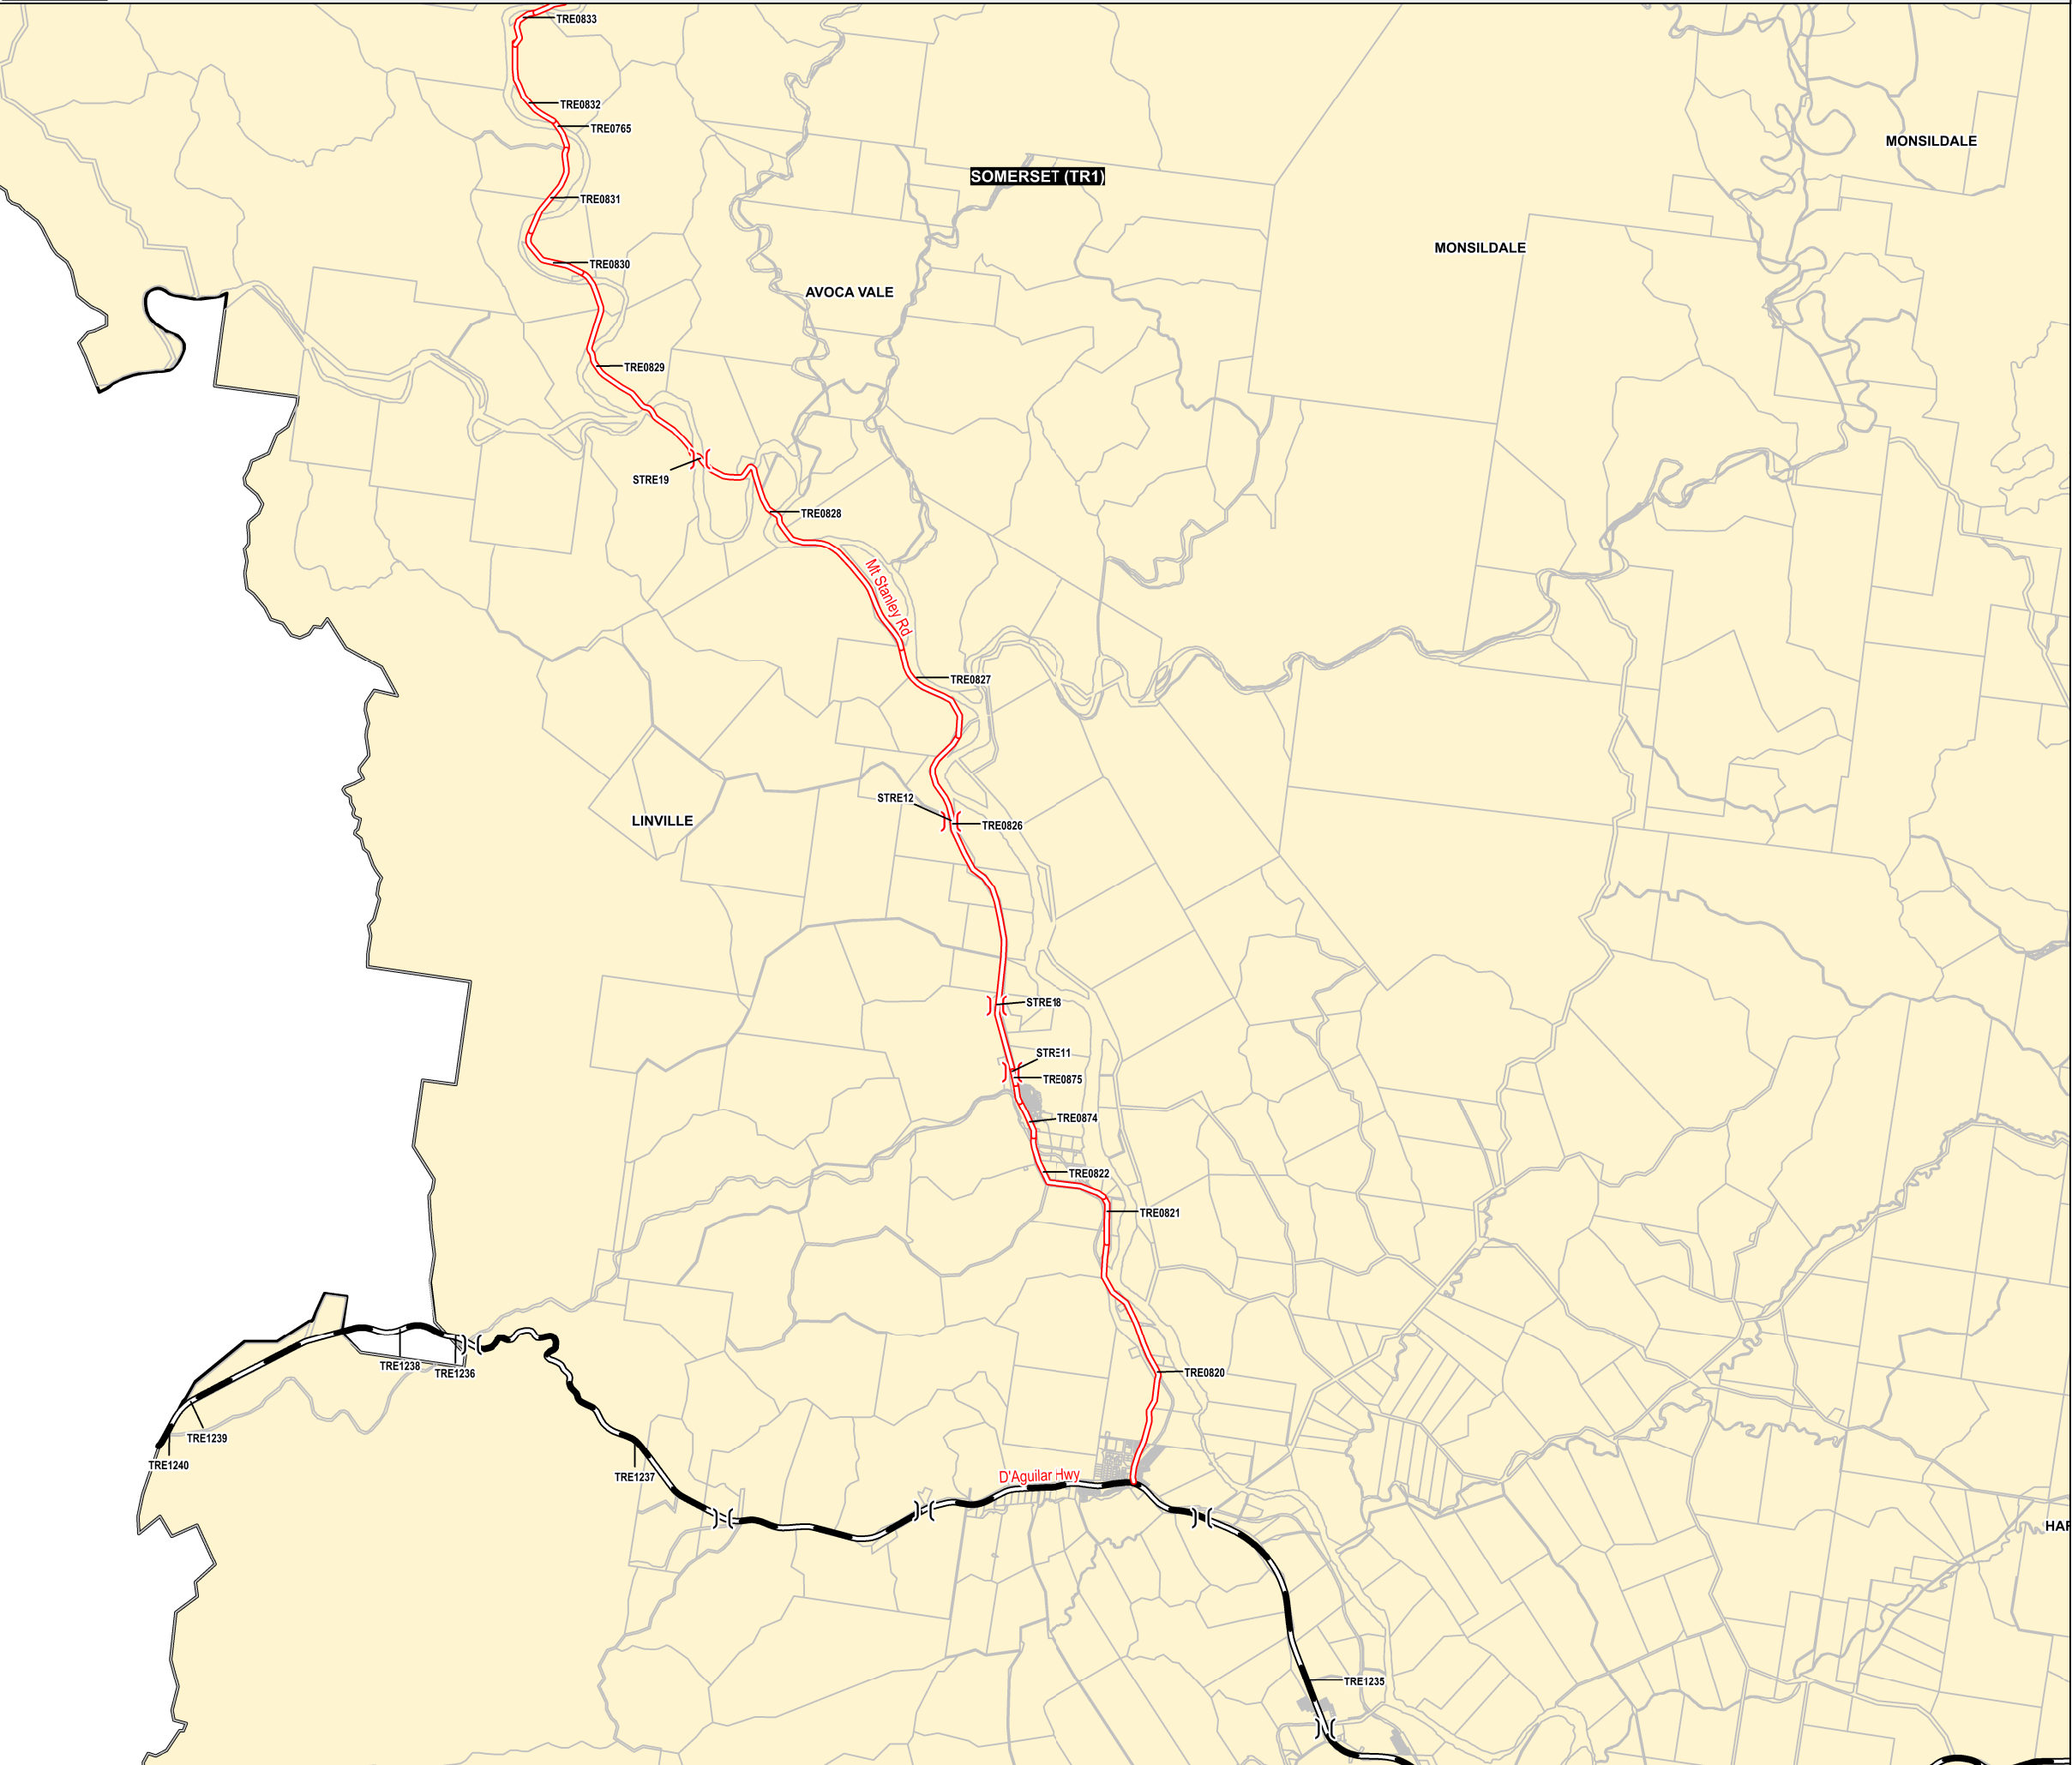 TRE0833
TRE0832
TRE0765
MONSILDALE
SOMERSET (TR1)
TRE0831
MONSILDALE
TRE0830
AVOCA VALE
TRE0829
STRE19
TRE0828
Mt Stanley Rd
TRE0827
STRE12
LINVILLE
TRE0826
STRE18
STRE11
TRE0875
TRE0874
TRE0822
TRE0821
TRE1238
TRE1236
TRE0820
TRE1239
TRE1240
TRE1237
D'Aguilar Hwy
HAR
TRE1235